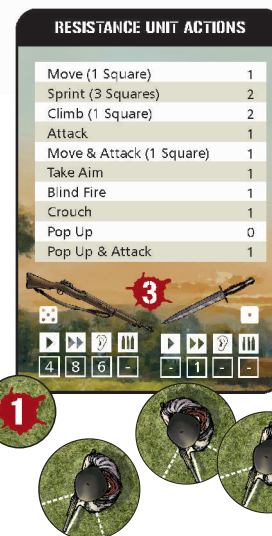 RESISTANCE UNIT ACTIONS
Move (1 Square) 1
Sprint (3 Squares) 2
Climb (1 Square) 2
Attack 1
Move & Attack (1 Square) 1
Take Aim 1
Blind Fire 1
Crouch 1
Pop Up 0
Pop Up & Attack 1
3
4 8 6 - - 1 - -
1